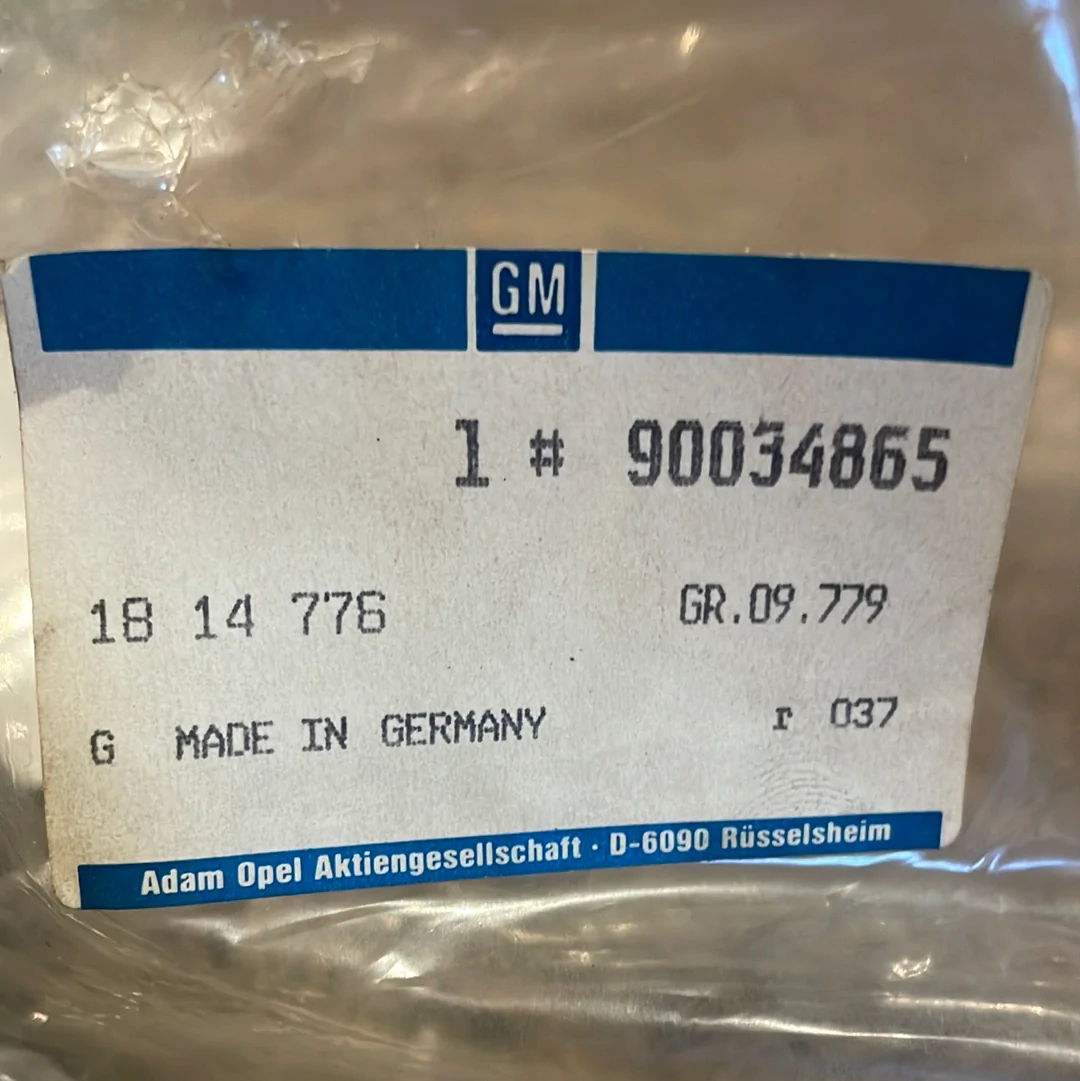 GM
1 # 90034865
18 14 776 GR.09.779
G MADE IN GERMANY r 037
Adam Opel Aktiengesellschaft · D-6090 Rüsselsheim